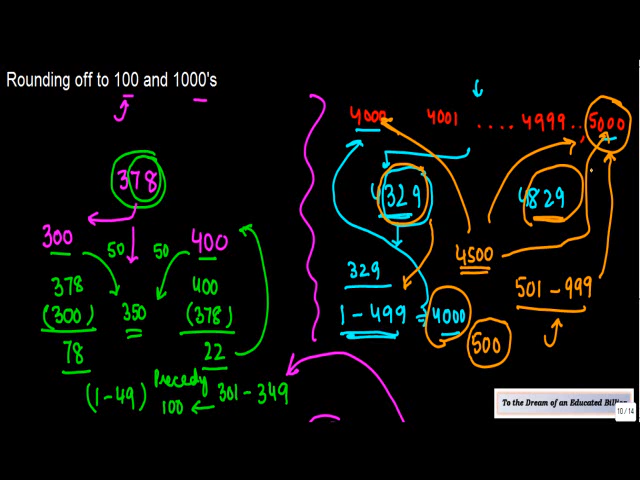 Rounding off to 100 and 1000's
378
300 50 50 400
378 400
(300) 350 (378)
78 22
(1-49) Precedy 301 - 349
100
4000 4001 .... 4999 .. 5000
4329 4829
4500
329 501 - 999
1 - 499 = 4000
500
To the Dream of an Educated Billion
10/14